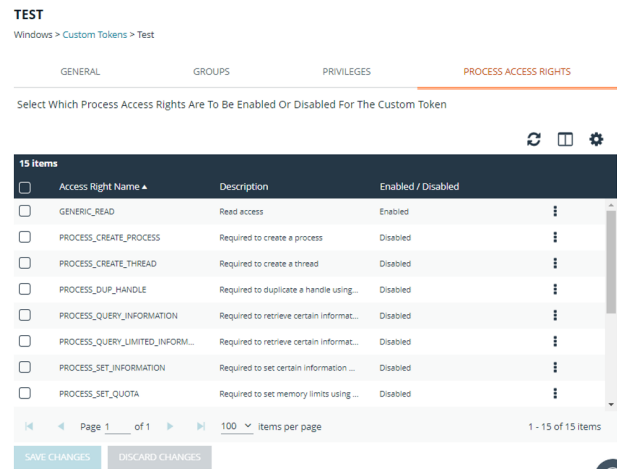 TEST
Windows > Custom Tokens > Test
GENERAL GROUPS PRIVILEGES PROCESS ACCESS RIGHTS
Select Which Process Access Rights Are To Be Enabled Or Disabled For The Custom Token
15 items
Access Right Name Description Enabled / Disabled
GENERIC_READ Read access Enabled
PROCESS_CREATE_PROCESS Required to create a process Disabled
PROCESS_CREATE_THREAD Required to create a thread Disabled
PROCESS_DUP_HANDLE Required to duplicate a handle using... Disabled
PROCESS_QUERY_INFORMATION Required to retrieve certain informat... Disabled
PROCESS_QUERY_LIMITED_INFORM... Required to retrieve certain informat... Disabled
PROCESS_SET_INFORMATION Required to set certain information ... Disabled
PROCESS_SET_QUOTA Required to set memory limits using ... Disabled
Page 1 of 1 100 items per page 1 - 15 of 15 items
SAVE CHANGES DISCARD CHANGES